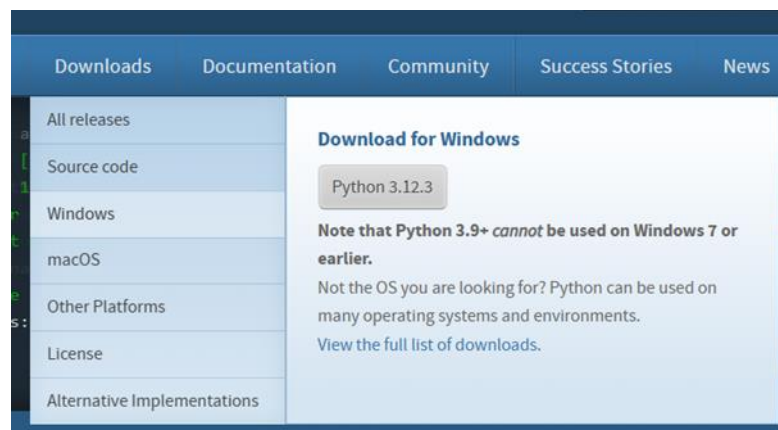 Downloads
Documentation
Community
Success Stories
News
All releases
Source code
Windows
macOS
Other Platforms
License
Alternative Implementations
Download for Windows
Python 3.12.3
Note that Python 3.9+ cannot be used on Windows 7 or
earlier.
Not the OS you are looking for? Python can be used on
many operating systems and environments.
View the full list of downloads.